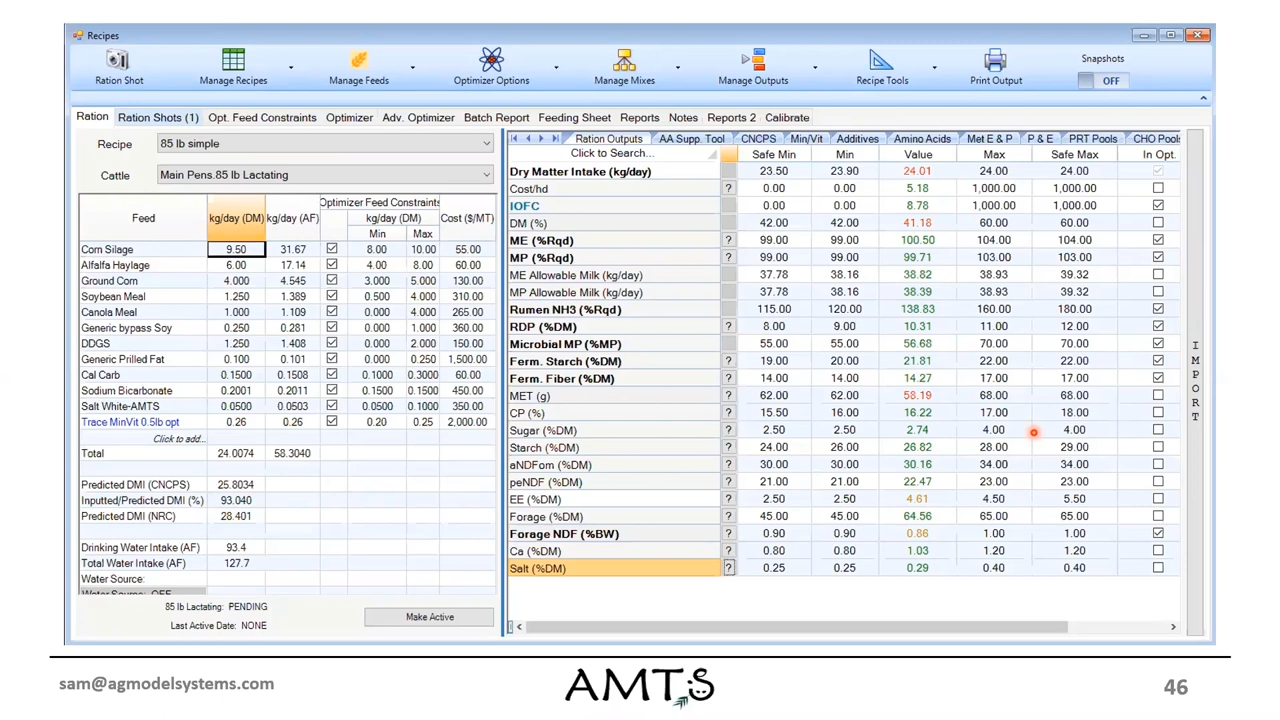 Recipes
Ration Shot Manage Recipes Manage Feeds Optimizer Options Manage Mixes Manage Outputs Recipe Tools Print Output Snapshots OFF
Ration Ration Shots (1) Opt. Feed Constraints Optimizer Adv. Optimizer Batch Report Feeding Sheet Reports Notes Reports 2 Calibrate
Recipe 85 lb simple
Cattle Main Pens.85 lb Lactating
Feed kg/day (DM) kg/day (AF) Optimizer Feed Constraints kg/day (DM) Min Max Cost ($/MT)
Corn Silage 9.50 31.67 8.00 10.00 55.00
Alfalfa Haylage 6.00 17.14 4.00 8.00 60.00
Ground Corn 4.000 4.545 3.000 5.000 130.00
Soybean Meal 1.250 1.389 0.500 4.000 310.00
Canola Meal 1.000 1.109 0.000 4.000 265.00
Generic bypass Soy 0.250 0.281 0.000 1.000 360.00
DDGS 1.250 1.408 0.000 2.000 150.00
Generic Prilled Fat 0.100 0.101 0.000 0.250 1,500.00
Cal Carb 0.1500 0.1508 0.1000 0.3000 60.00
Sodium Bicarbonate 0.2001 0.2011 0.1500 0.1500 450.00
Salt White-AMTS 0.0500 0.0503 0.0500 0.1000 350.00
Trace MinVit 0.5lb opt 0.26 0.26 0.20 0.25 2,000.00
Click to add...
Total 24.0074 58.3040
Predicted DMI (CNCPS) 25.8034
Inputted/Predicted DMI (%) 93.040
Predicted DMI (NRC) 28.401
Drinking Water Intake (AF) 93.4
Total Water Intake (AF) 127.7
Water Source:
85 lb Lactating: PENDING
Last Active Date: NONE
Make Active
Ration Outputs AA Supp. Tool CNCPS Min/Vit Additives Amino Acids Met E & P P & E PRT Pools CHO Pools
Click to Search... Safe Min Min Value Max Safe Max In Opt.
Dry Matter Intake (kg/day) 23.50 23.90 24.01 24.00 24.00
Cost/hd ? 0.00 0.00 5.18 1,000.00 1,000.00
IOFC 0.00 0.00 8.78 1,000.00 1,000.00
DM (%) 42.00 42.00 41.18 60.00 60.00
ME (%Rqd) ? 99.00 99.00 100.50 104.00 104.00
MP (%Rqd) ? 99.00 99.00 99.71 103.00 103.00
ME Allowable Milk (kg/day) 37.78 38.16 38.82 38.93 39.32
MP Allowable Milk (kg/day) 37.78 38.16 38.39 38.93 39.32
Rumen NH3 (%Rqd) 115.00 120.00 138.83 160.00 180.00
RDP (%DM) ? 8.00 9.00 10.31 11.00 12.00
Microbial MP (%MP) 55.00 55.00 56.68 70.00 70.00
Ferm. Starch (%DM) ? 19.00 20.00 21.81 22.00 22.00
Ferm. Fiber (%DM) ? 14.00 14.00 14.27 17.00 17.00
MET (g) ? 62.00 62.00 58.19 68.00 68.00
CP (%) ? 15.50 16.00 16.22 17.00 18.00
Sugar (%DM) ? 2.50 2.50 2.74 4.00 4.00
Starch (%DM) ? 24.00 26.00 26.82 28.00 29.00
aNDFom (%DM) ? 30.00 30.00 30.16 34.00 34.00
peNDF (%DM) ? 21.00 21.00 22.47 23.00 23.00
EE (%DM) ? 2.50 2.50 4.61 4.50 5.50
Forage (%DM) ? 45.00 45.00 64.56 65.00 65.00
Forage NDF (%BW) ? 0.90 0.90 0.86 1.00 1.00
Ca (%DM) ? 0.80 0.80 1.03 1.20 1.20
Salt (%DM) ? 0.25 0.25 0.29 0.40 0.40
IMPORT
sam@agmodelsystems.com
AMTS
46